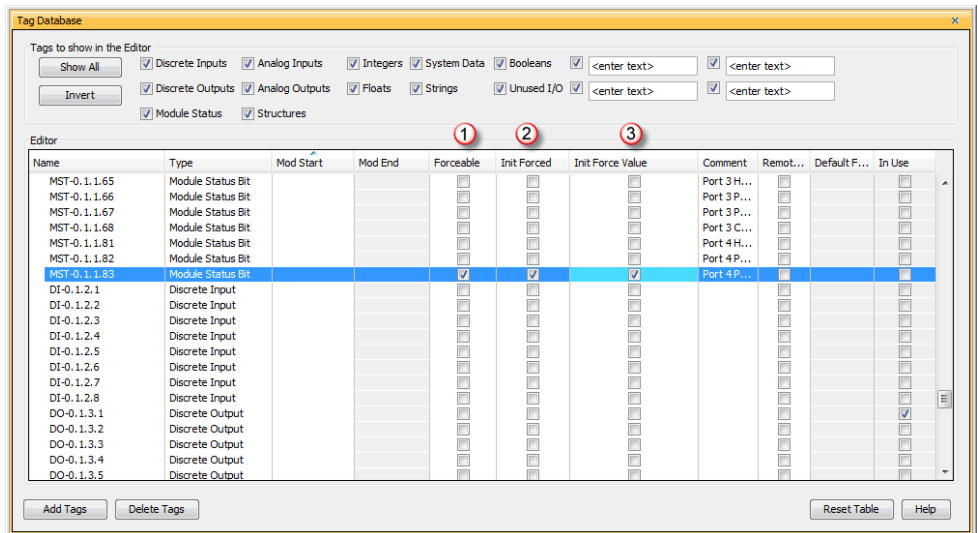 Tag Database
Tags to show in the Editor
Show All Discrete Inputs Analog Inputs Integers System Data Booleans <enter text> <enter text>
Invert Discrete Outputs Analog Outputs Floats Strings Unused I/O <enter text> <enter text>
Module Status Structures
1 2 3
Editor
Name Type Mod Start Mod End Forceable Init Forced Init Force Value Comment Remot... Default F... In Use
MST-0.1.1.65 Module Status Bit Port 3 H...
MST-0.1.1.66 Module Status Bit Port 3 P...
MST-0.1.1.67 Module Status Bit Port 3 P...
MST-0.1.1.68 Module Status Bit Port 3 C...
MST-0.1.1.81 Module Status Bit Port 4 H...
MST-0.1.1.82 Module Status Bit Port 4 P...
MST-0.1.1.83 Module Status Bit Port 4 P...
DI-0.1.2.1 Discrete Input
DI-0.1.2.2 Discrete Input
DI-0.1.2.3 Discrete Input
DI-0.1.2.4 Discrete Input
DI-0.1.2.5 Discrete Input
DI-0.1.2.6 Discrete Input
DI-0.1.2.7 Discrete Input
DI-0.1.2.8 Discrete Input
DO-0.1.3.1 Discrete Output
DO-0.1.3.2 Discrete Output
DO-0.1.3.3 Discrete Output
DO-0.1.3.4 Discrete Output
DO-0.1.3.5 Discrete Output
Add Tags Delete Tags Reset Table Help